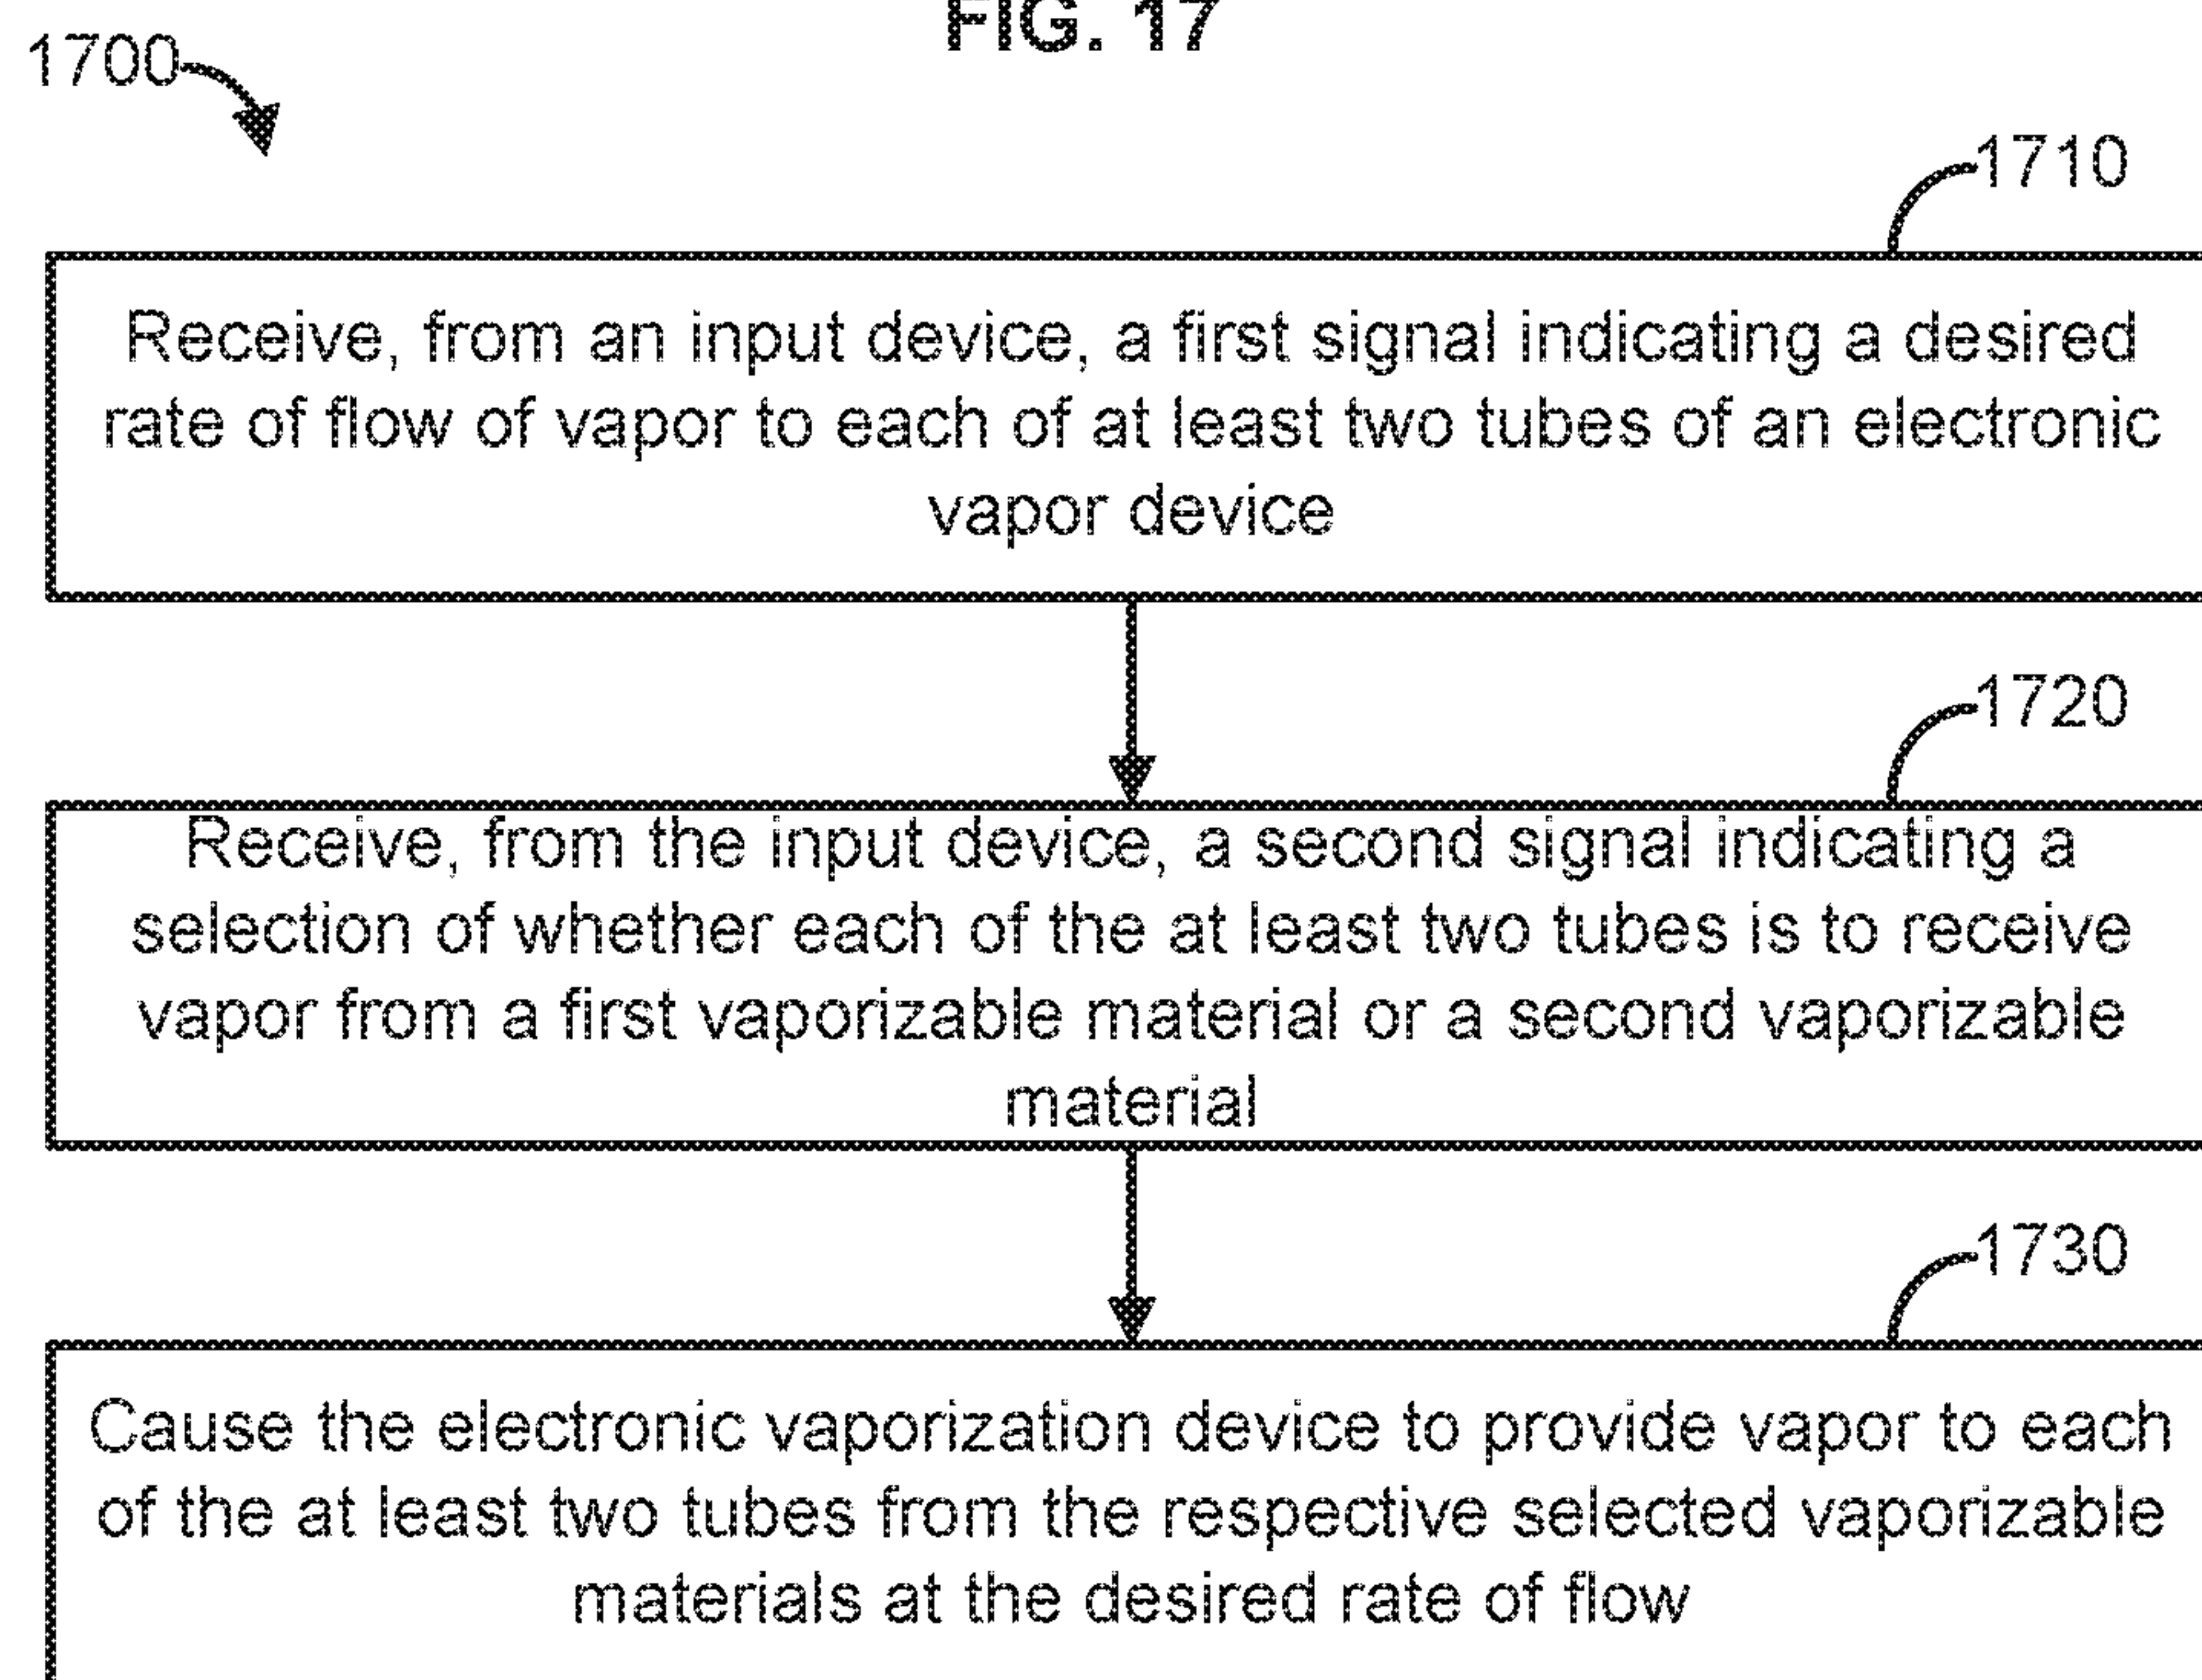 FIG. 17
1700
1710
Receive, from an input device, a first signal indicating a desired
rate of flow of vapor to each of at least two tubes of an electronic
vapor device
1720
Receive, from the input device, a second signal indicating a
selection of whether each of the at least two tubes is to receive
vapor from a first vaporizable material or a second vaporizable
material
1730
Cause the electronic vaporization device to provide vapor to each
of the at least two tubes from the respective selected vaporizable
materials at the desired rate of flow